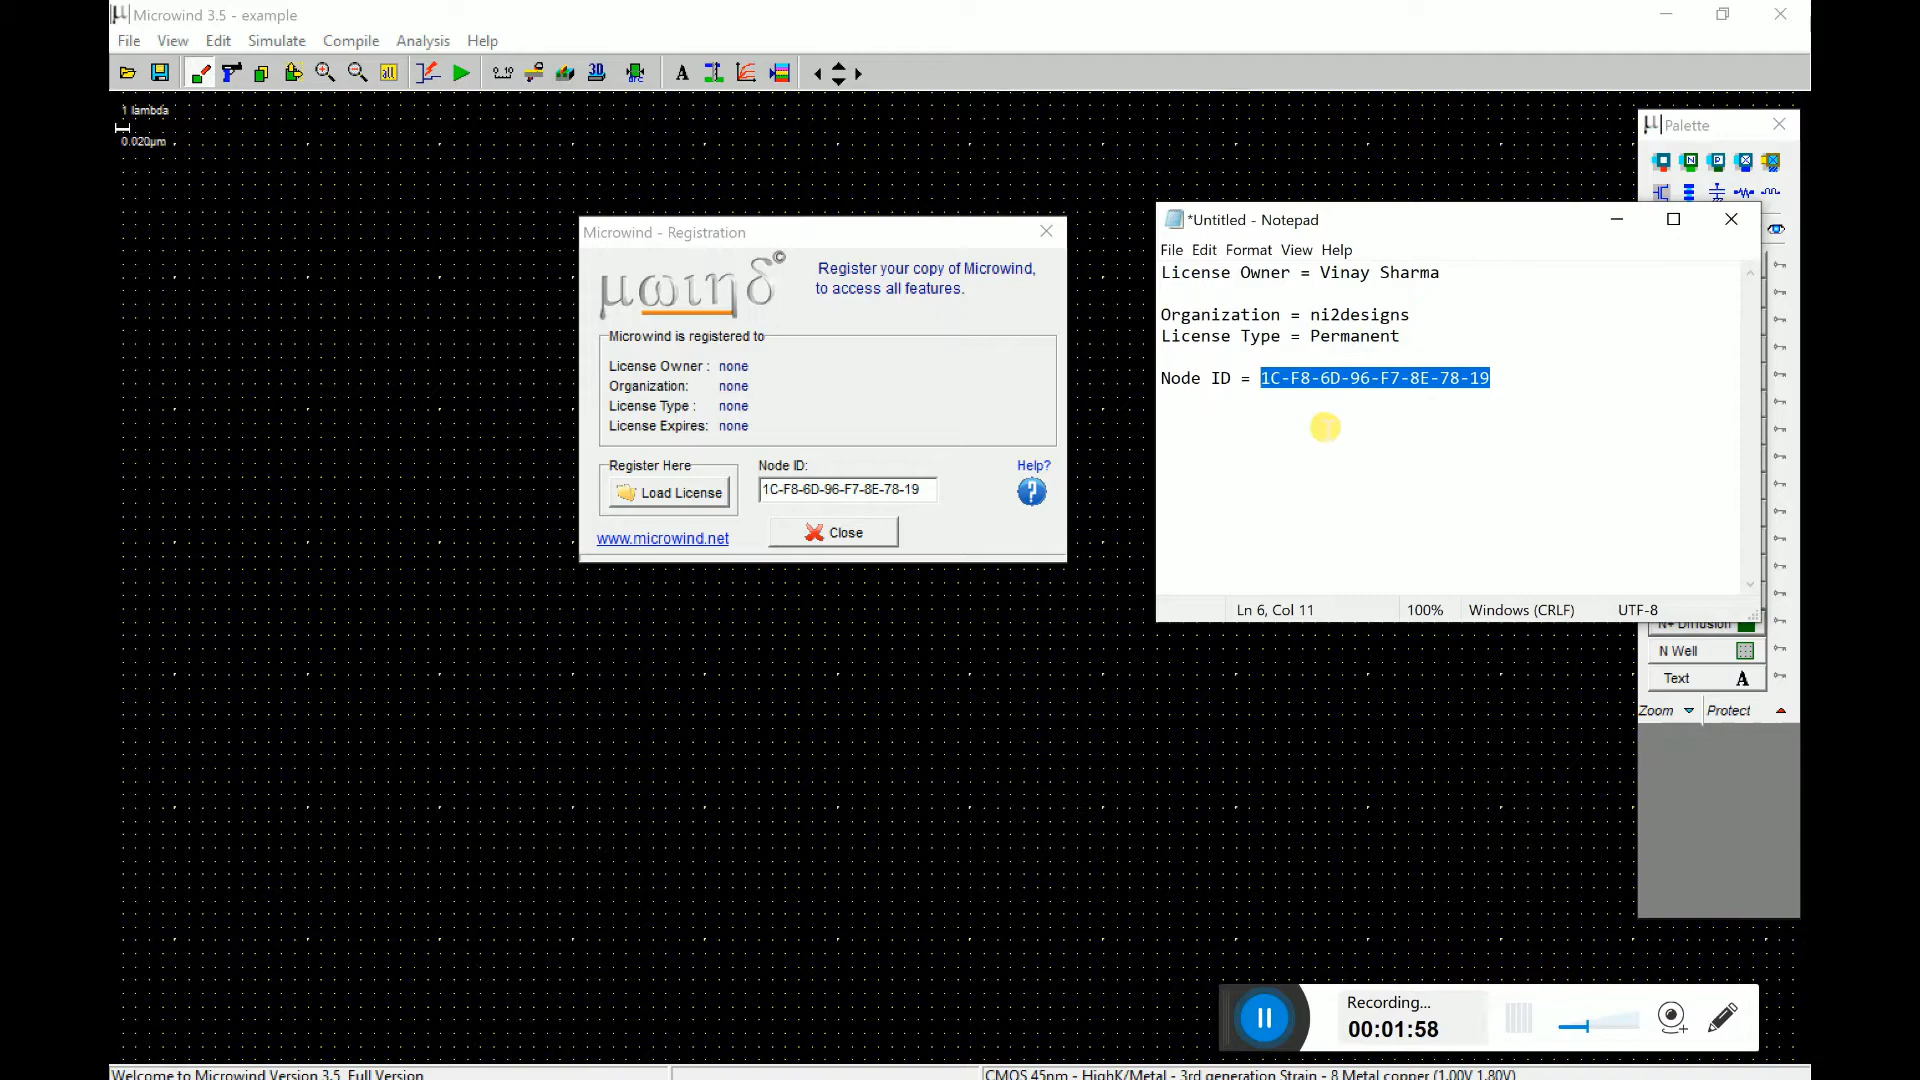 Microwind 3.5 - example
File View Edit Simulate Compile Analysis Help
all
3D
A
1 lambda
0.020µm
Palette
Microwind - Registration
μωιηδ©
Register your copy of Microwind,
to access all features.
Microwind is registered to
License Owner : none
Organization: none
License Type : none
License Expires: none
Register Here
Load License
Node ID:
1C-F8-6D-96-F7-8E-78-19
Help?
www.microwind.net
Close
*Untitled - Notepad
File Edit Format View Help
License Owner = Vinay Sharma
Organization = ni2designs
License Type = Permanent
Node ID = 1C-F8-6D-96-F7-8E-78-19
Ln 6, Col 11 100% Windows (CRLF) UTF-8
N+ Diffusion
N Well
Text A
Zoom Protect
Recording...
00:01:58
Welcome to Microwind Version 3.5 Full Version
CMOS 45nm - HighK/Metal - 3rd generation Strain - 8 Metal copper (1.00V,1.80V)